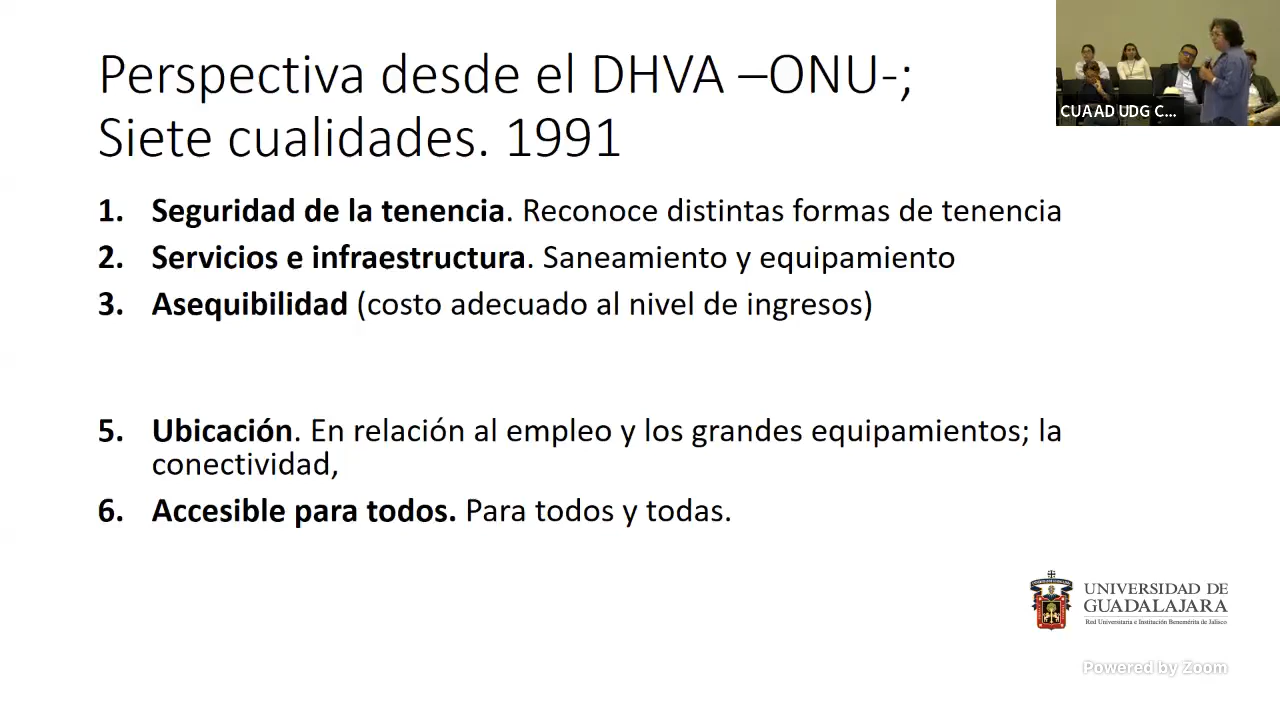 Perspectiva desde el DHVA –ONU-;
Siete cualidades. 1991
1. Seguridad de la tenencia. Reconoce distintas formas de tenencia
2. Servicios e infraestructura. Saneamiento y equipamiento
3. Asequibilidad (costo adecuado al nivel de ingresos)
5. Ubicación. En relación al empleo y los grandes equipamientos; la
conectividad,
6. Accesible para todos. Para todos y todas.
CUAAD UDG C...
UNIVERSIDAD DE
GUADALAJARA
Red Universitaria e Institución Benemérita de Jalisco
Powered by Zoom